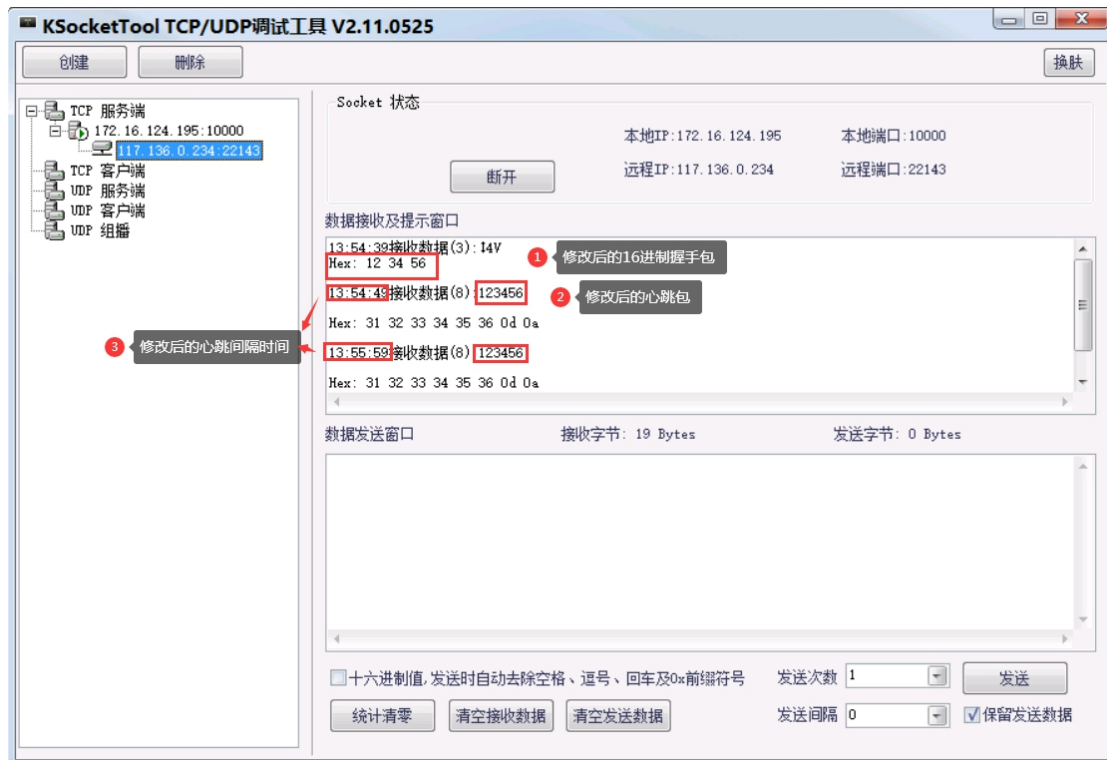 KSocketTool TCP/UDP调试工具 V2.11.0525
创建 删除 换肤
TCP 服务端
172.16.124.195:10000
117.136.0.234:22143
TCP 客户端
UDP 服务端
UDP 客户端
UDP 组播
Socket 状态
本地IP:172.16.124.195 本地端口:10000
断开 远程IP:117.136.0.234 远程端口:22143
数据接收及提示窗口
13:54:39接收数据(3):I4V
Hex: 12 34 56
1 修改后的16进制握手包
13:54:49接收数据(8):123456
2 修改后的心跳包
Hex: 31 32 33 34 35 36 0d 0a
3 修改后的心跳间隔时间
13:55:59接收数据(8):123456
Hex: 31 32 33 34 35 36 0d 0a
数据发送窗口 接收字节: 19 Bytes 发送字节: 0 Bytes
十六进制值,发送时自动去除空格、逗号、回车及0x前缀符号 发送次数 1 发送
统计清零 清空接收数据 清空发送数据 发送间隔 0 保留发送数据